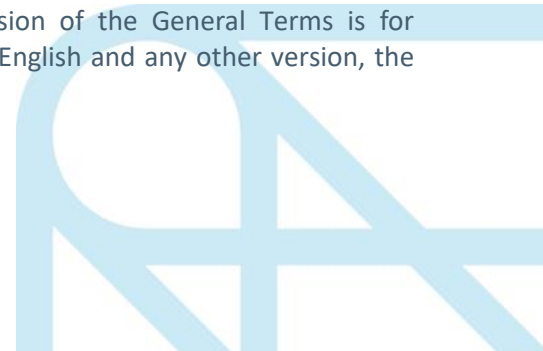 sion of the General Terms is for
English and any other version, the